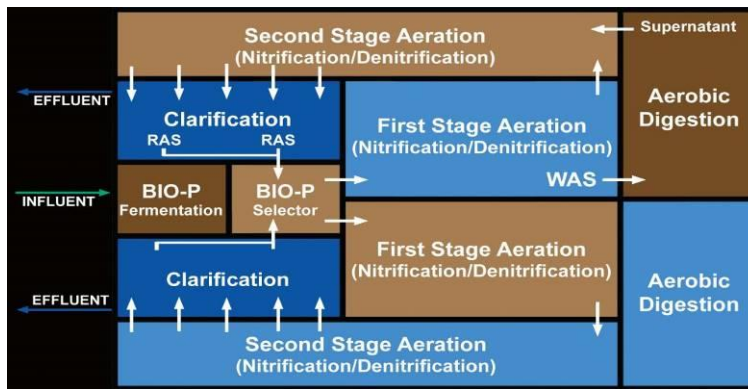 Second Stage Aeration
(Nitrification/Denitrification)
Supernatant
EFFLUENT
Clarification
RAS RAS
First Stage Aeration
(Nitrification/Denitrification)
Aerobic
Digestion
WAS
INFLUENT
BIO-P
Fermentation
BIO-P
Selector
First Stage Aeration
(Nitrification/Denitrification)
Clarification
EFFLUENT
Aerobic
Digestion
Second Stage Aeration
(Nitrification/Denitrification)